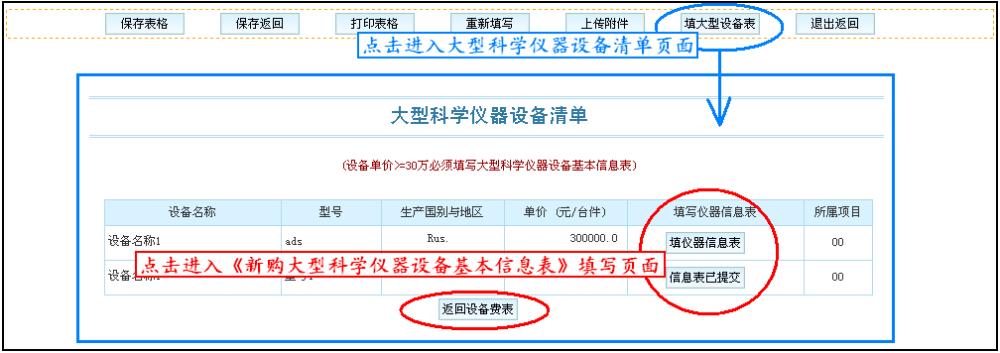 保存表格 保存返回 打印表格 重新填写 上传附件 填大型设备表 退出返回
点击进入大型科学仪器设备清单页面
大型科学仪器设备清单
(设备单价>=30万必须填写大型科学仪器设备基本信息表)
设备名称 型号 生产国别与地区 单价 (元/台件) 填写仪器信息表 所属项目
设备名称1 ads Rus. 300000.0 填仪器信息表 00
点击进入《新购大型科学仪器设备基本信息表》填写页面
信息表已提交 00
返回设备费表